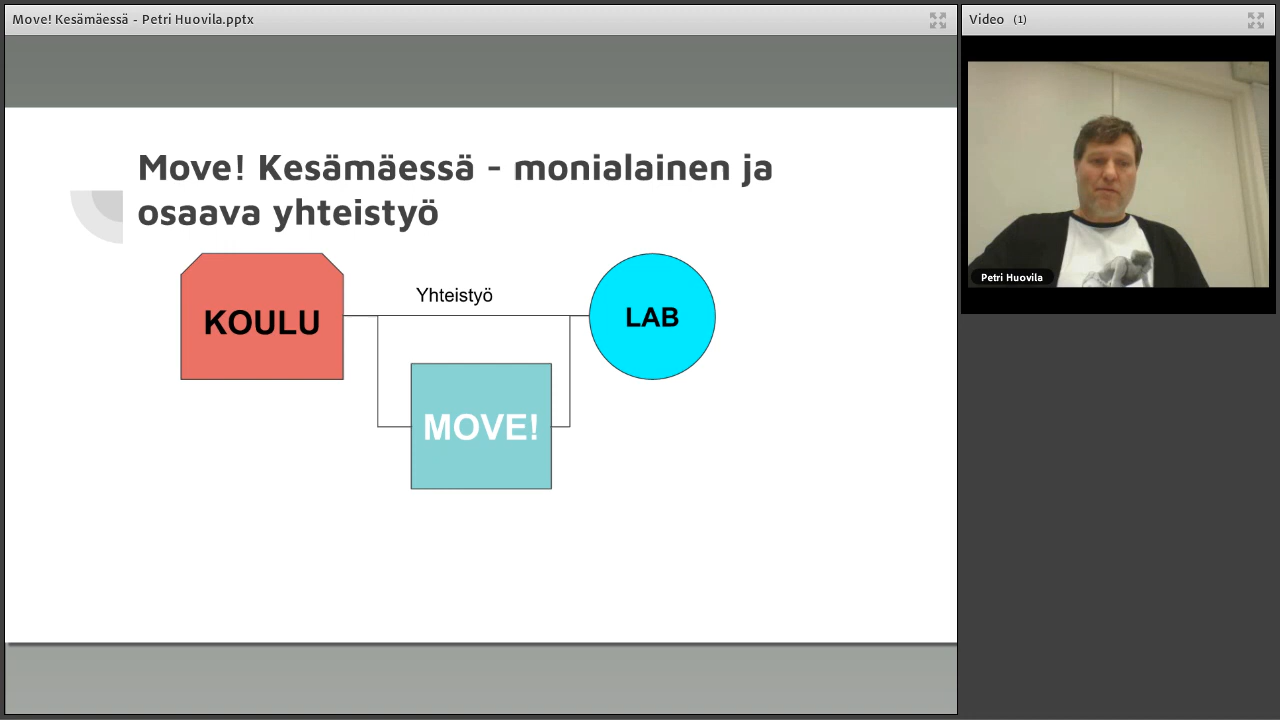 Move! Kesämäessä - Petri Huovila.pptx
Video (1)
Move! Kesämäessä - monialainen ja
osaava yhteistyö
KOULU
Yhteistyö
LAB
MOVE!
Petri Huovila